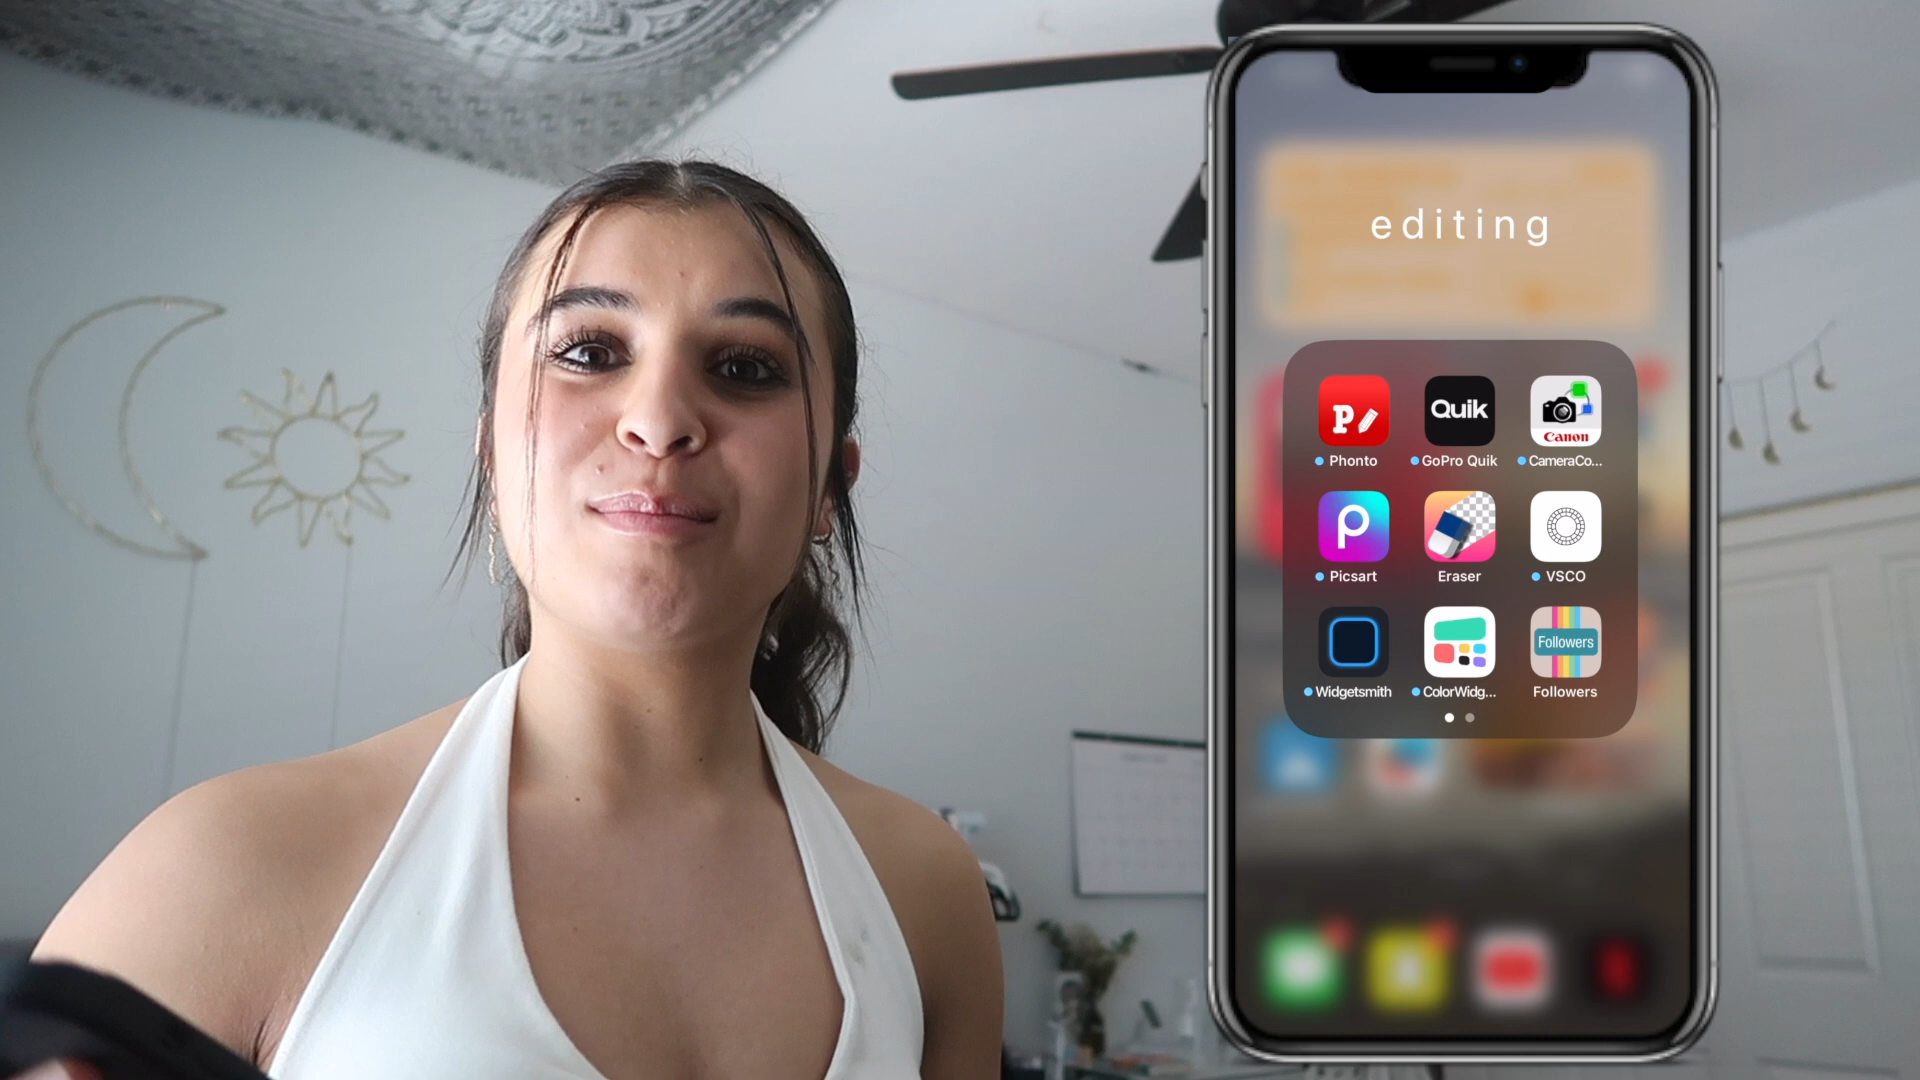 editing
P
Quik
Canon
Phonto
GoPro Quik
CameraCo...
P
Picsart
Eraser
VSCO
Followers
Widgetsmith
ColorWidg...
Followers